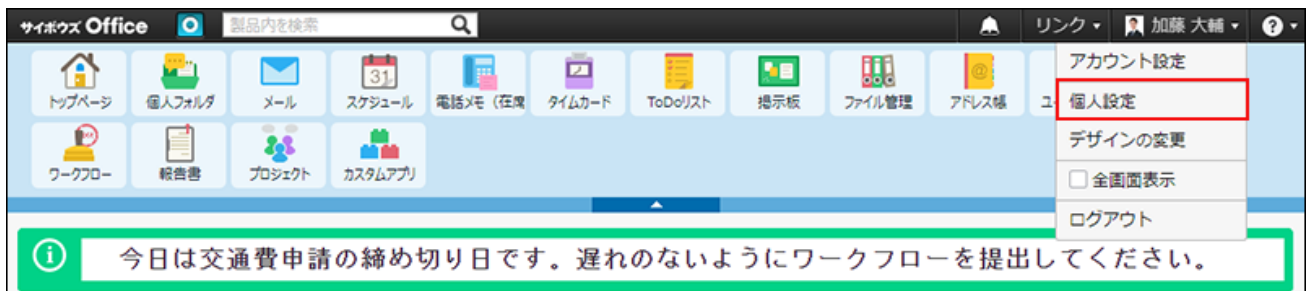 サイボウズ Office 製品内を検索 リンク 加藤 大輔 ?
トップページ 個人フォルダ メール スケジュール 電話メモ（在席 タイムカード ToDoリスト 掲示板 ファイル管理 アドレス帳 ユー
アカウント設定
個人設定
デザインの変更
全画面表示
ログアウト
ワークフロー 報告書 プロジェクト カスタムアプリ
今日は交通費申請の締め切り日です。遅れのないようにワークフローを提出してください。